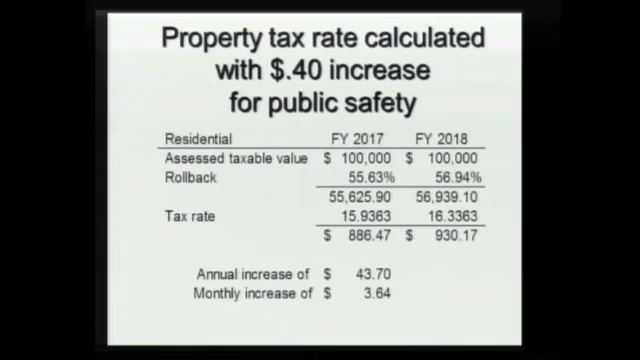 Property tax rate calculated
with $.40 increase
for public safety
Residential FY 2017 FY 2018
Assessed taxable value $ 100,000 $ 100,000
Rollback 55.63% 56.94%
55,625.90 56,939.10
Tax rate 15.9363 16.3363
$ 886.47 $ 930.17
Annual increase of $ 43.70
Monthly increase of $ 3.64